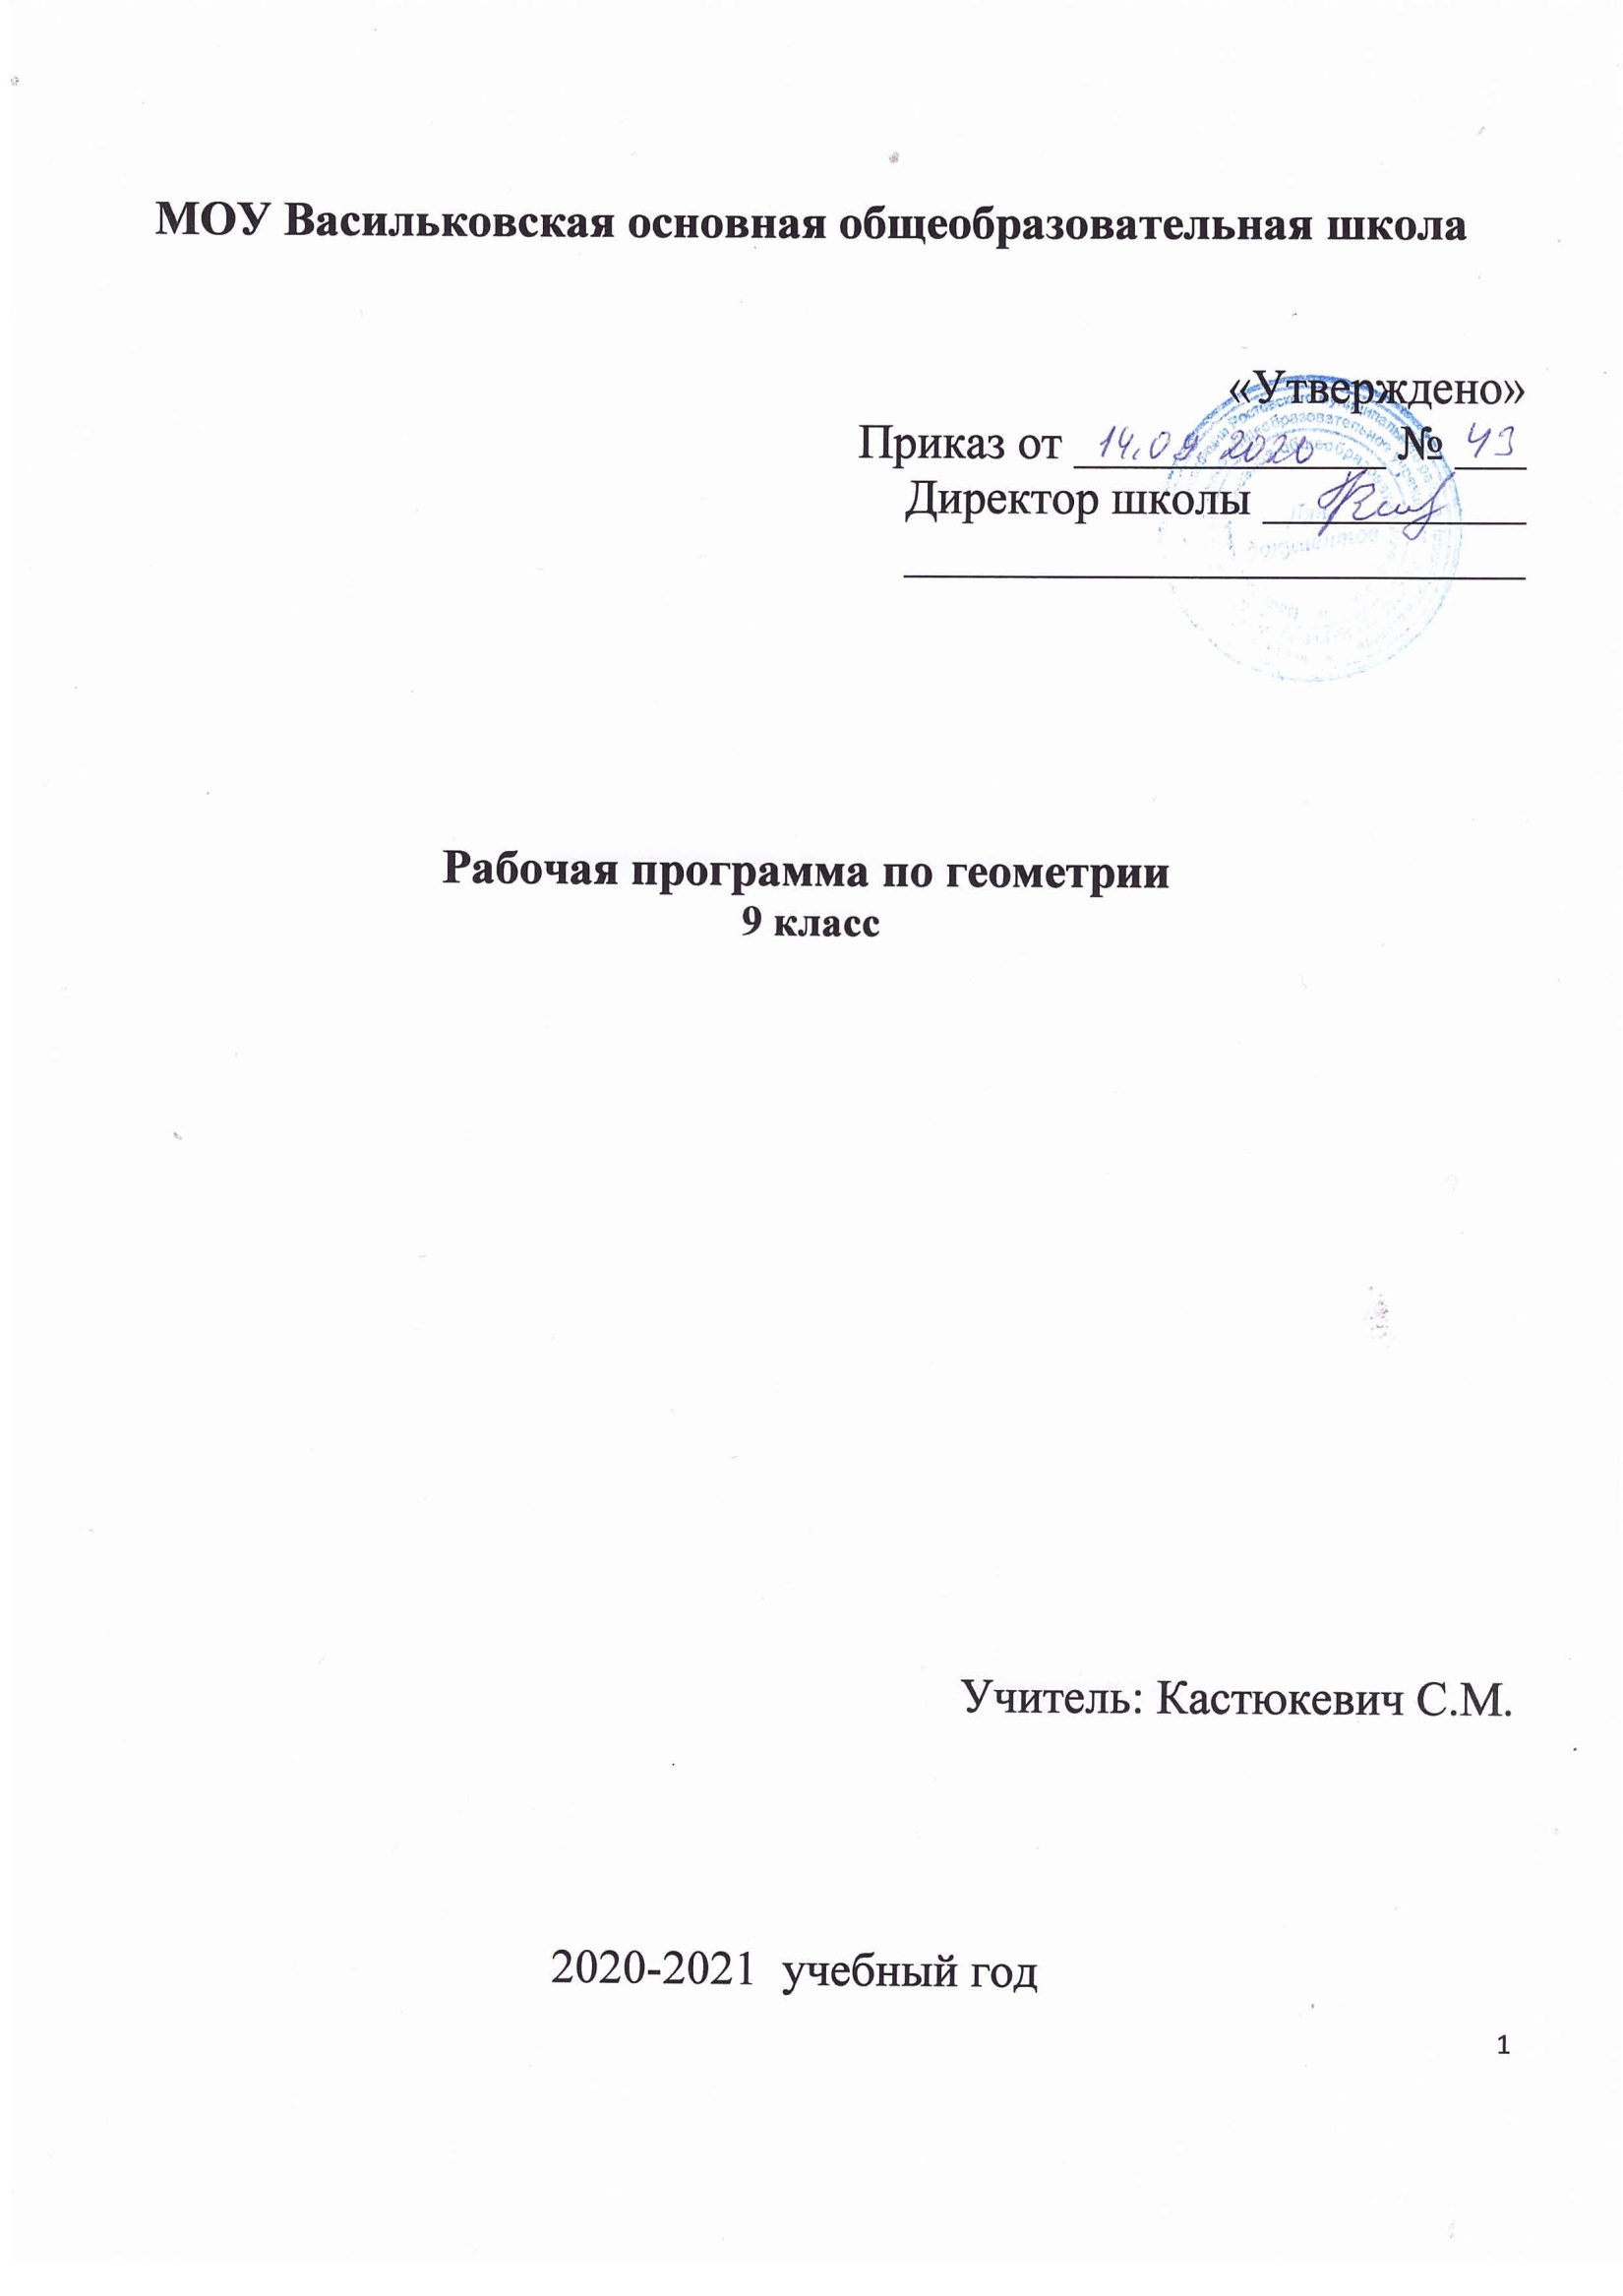 МОУ Васильковская основная общеобразовательная школа
«Утверждено»
Приказ от 14.09.2020 № 43
Директор школы
Рабочая программа по геометрии
9 класс
Учитель: Кастюкевич С.М.
2020-2021 учебный год
1